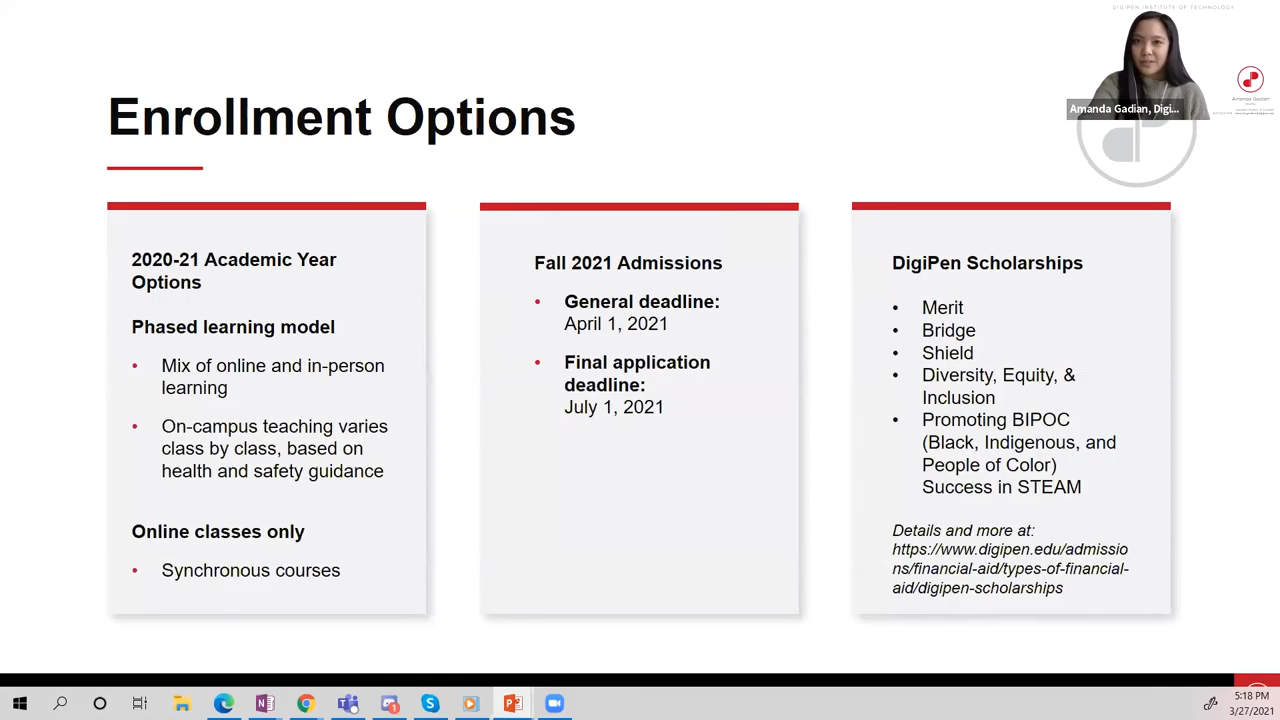 DIGIPEN INSTITUTE OF TECHNOLOGY
Amanda Gadian, Digi...
Amanda Gadian
Enrollment Options
2020-21 Academic Year
Options
Phased learning model
• Mix of online and in-person
learning
• On-campus teaching varies
class by class, based on
health and safety guidance
Online classes only
• Synchronous courses
Fall 2021 Admissions
• General deadline:
April 1, 2021
• Final application
deadline:
July 1, 2021
DigiPen Scholarships
• Merit
• Bridge
• Shield
• Diversity, Equity, &
Inclusion
• Promoting BIPOC
(Black, Indigenous, and
People of Color)
Success in STEAM
Details and more at:
https://www.digipen.edu/admissio
ns/financial-aid/types-of-financial-
aid/digipen-scholarships
5:18 PM
3/27/2021